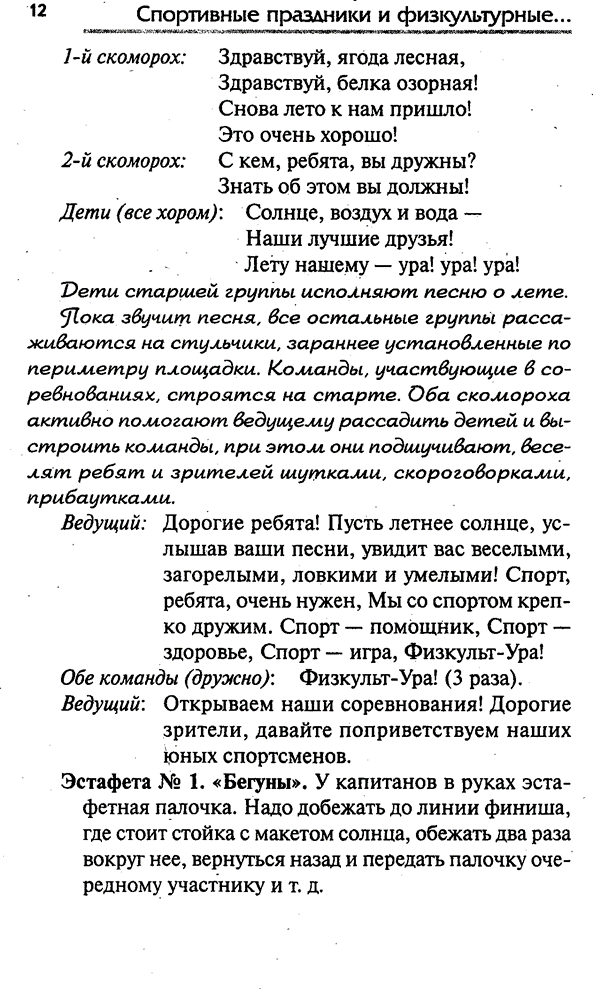 12 Спортивные праздники и физкультурные...
1-й скоморох: Здравствуй, ягода лесная,
Здравствуй, белка озорная!
Снова лето к нам пришло!
Это очень хорошо!
2-й скоморох: С кем, ребята, вы дружны?
Знать об этом вы должны!
Дети (все хором): Солнце, воздух и вода —
Наши лучшие друзья!
Лету нашему — ура! ура! ура!
Дети старшей группы исполняют песню о лете.
Пока звучит песня, все остальные группы расса-
живаются на стульчики, заранее установленные по
периметру площадки. Команды, участвующие в со-
ревнованиях, строятся на старте. Оба скомороха
активно помогают ведущему рассадить детей и вы-
строить команды, при этом они подшучивают, весе-
лят ребят и зрителей шутками, скороговорками,
прибаутками.
Ведущий: Дорогие ребята! Пусть летнее солнце, ус-
лышав ваши песни, увидит вас веселыми,
загорелыми, ловкими и умелыми! Спорт,
ребята, очень нужен, Мы со спортом креп-
ко дружим. Спорт — помощник, Спорт —
здоровье, Спорт — игра, Физкульт-Ура!
Обе команды (дружно): Физкульт-Ура! (3 раза).
Ведущий: Открываем наши соревнования! Дорогие
зрители, давайте поприветствуем наших
юных спортсменов.
Эстафета № 1. «Бегуны». У капитанов в руках эста-
фетная палочка. Надо добежать до линии финиша,
где стоит стойка с макетом солнца, обежать два раза
вокруг нее, вернуться назад и передать палочку оче-
редному участнику и т. д.